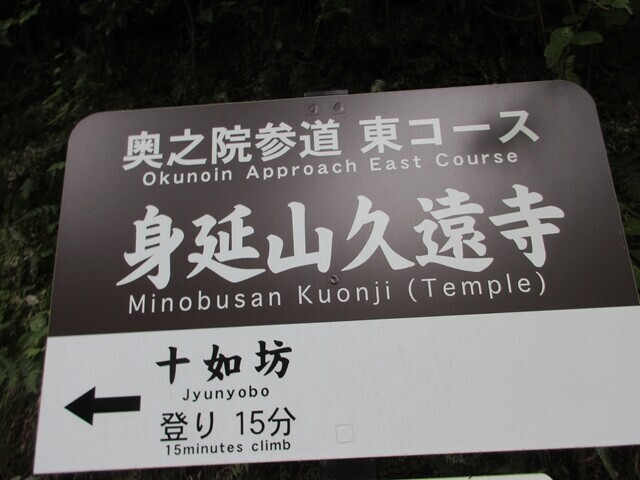 奥之院参道 東コース
Okunoin Approach East Course
身延山久遠寺
Minobusan Kuonji (Temple)
十如坊
Jyunyobo
登り 15分
15minutes climb